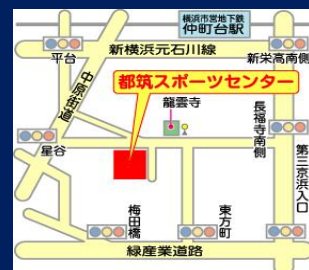 横浜市営地下鉄
仲町台駅
新横浜元石川線
平台
新栄高南側
中原街道
都筑スポーツセンター
龍雲寺
星谷
長福寺南側
第三京浜入口
梅田橋
東方町
緑産業道路